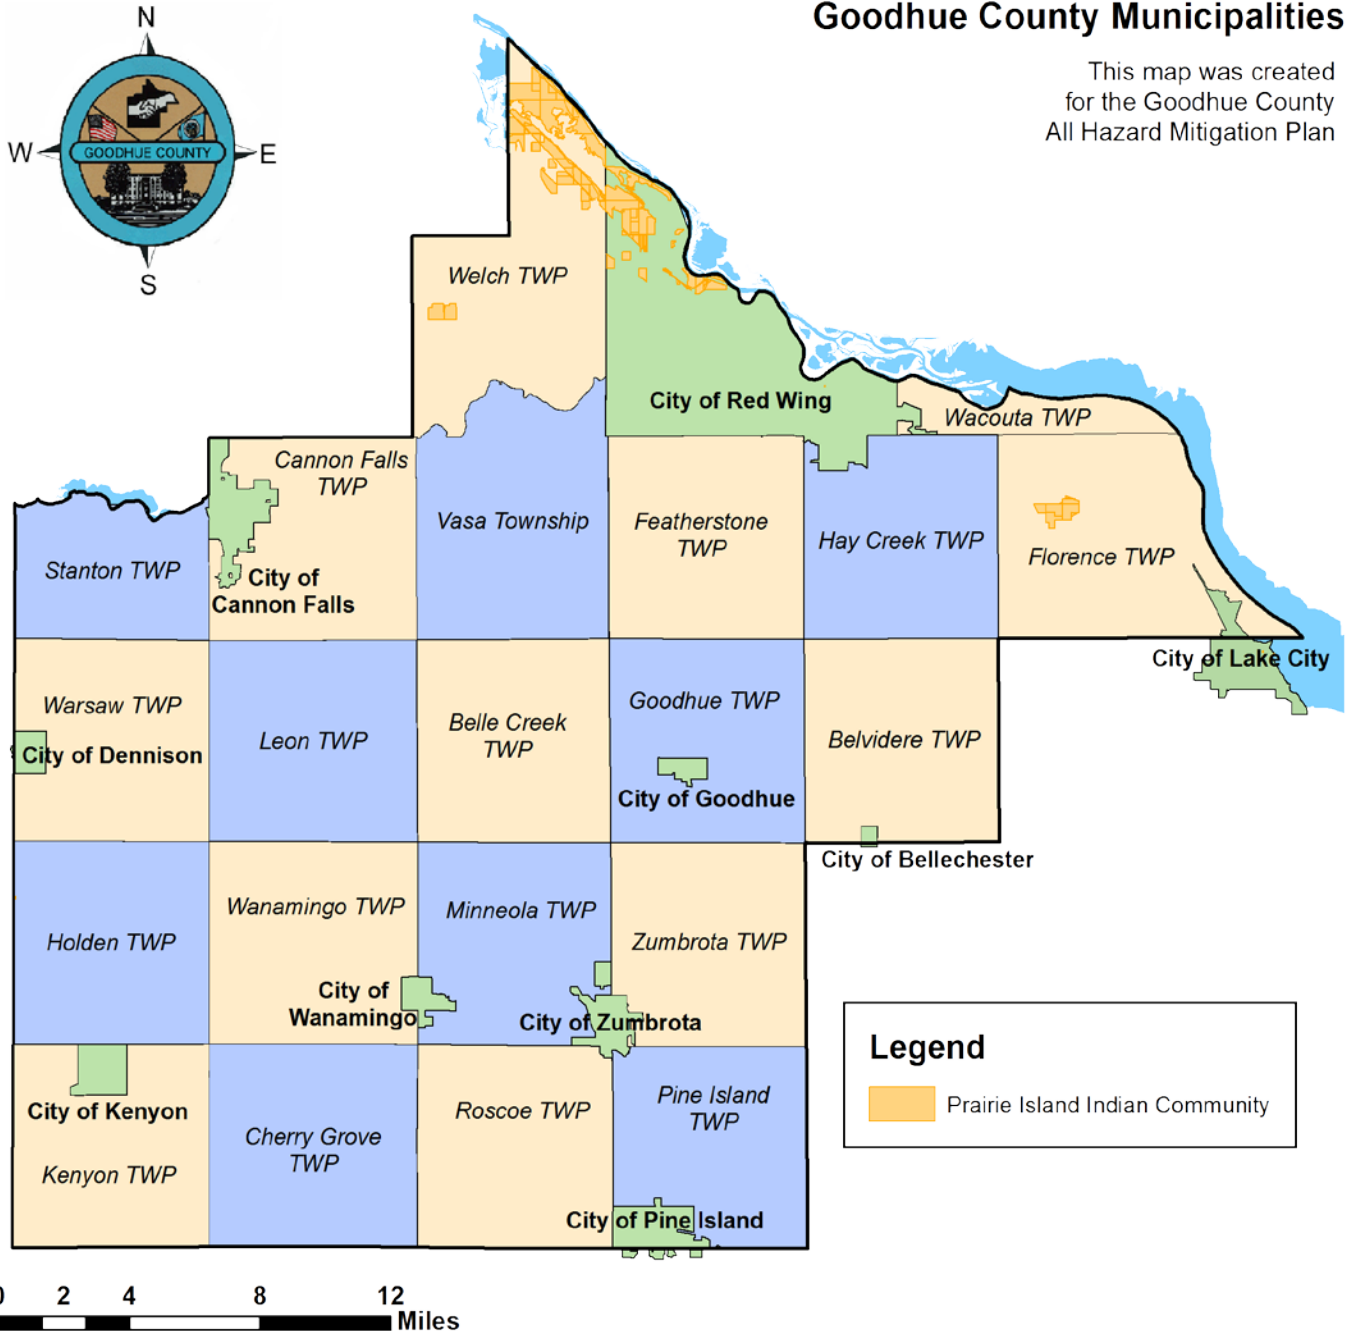 Goodhue County Municipalities
This map was created
for the Goodhue County
All Hazard Mitigation Plan
N
W
GOODHUE COUNTY
E
S
Welch TWP
City of Red Wing
Wacouta TWP
Cannon Falls
TWP
Vasa Township
Featherstone
TWP
Hay Creek TWP
Florence TWP
Stanton TWP
City of
Cannon Falls
City of Lake City
Warsaw TWP
City of Dennison
Leon TWP
Belle Creek
TWP
Goodhue TWP
City of Goodhue
Belvidere TWP
City of Bellechester
Holden TWP
Wanamingo TWP
Minneola TWP
Zumbrota TWP
City of
Wanamingo
City of Zumbrota
City of Kenyon
Kenyon TWP
Cherry Grove
TWP
Roscoe TWP
Pine Island
TWP
City of Pine Island
Legend
Prairie Island Indian Community
0 2 4 8 12
Miles